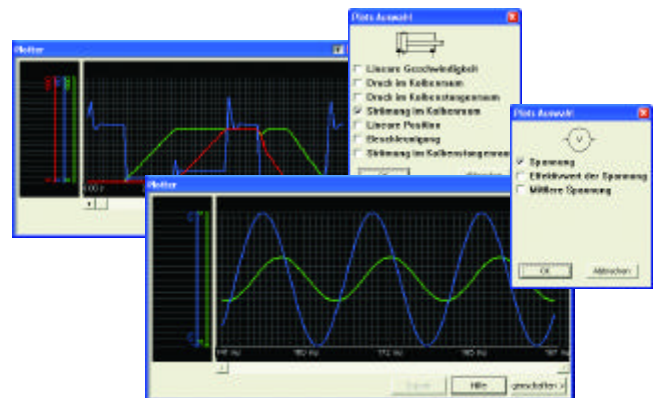 Plotter
Plots Auswahl
Lineare Geschwindigkeit
Druck im Kolbenraum
Druck im Kolbenstangenraum
Strömung im Kolbenraum
Lineare Position
Beschleunigung
Strömung im Kolbenstangenraum
Plots Auswahl
V
Spannung
Effektivwert der Spannung
Mittlere Spannung
OK
Abbrechen
Plotter
Hilfe
genschaften >